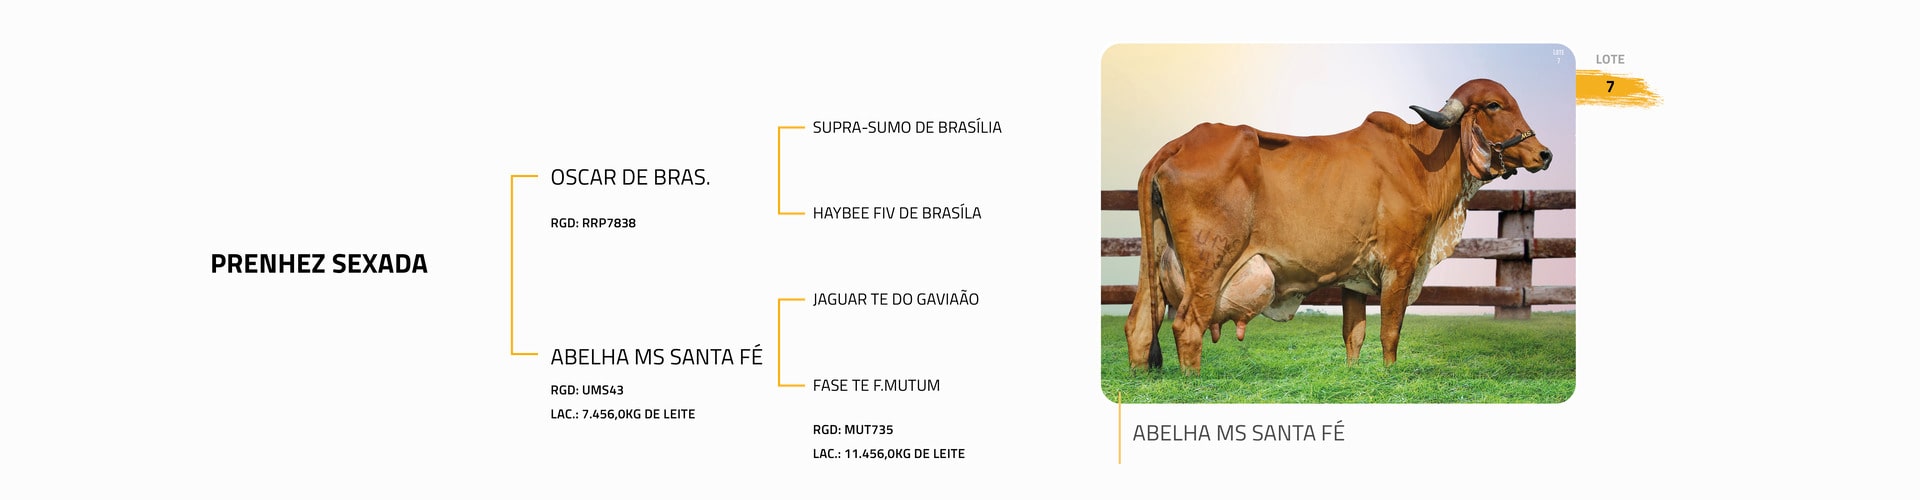 PRENHEZ SEXADA
OSCAR DE BRAS.
RGD: RRP7838
ABELHA MS SANTA FÉ
RGD: UMS43
LAC.: 7.456,0KG DE LEITE
SUPRA-SUMO DE BRASÍLIA
HAYBEE FIV DE BRASÍLA
JAGUAR TE DO GAVIAÃO
FASE TE F.MUTUM
RGD: MUT735
LAC.: 11.456,0KG DE LEITE
LOTE
7
LOTE
7
ABELHA MS SANTA FÉ